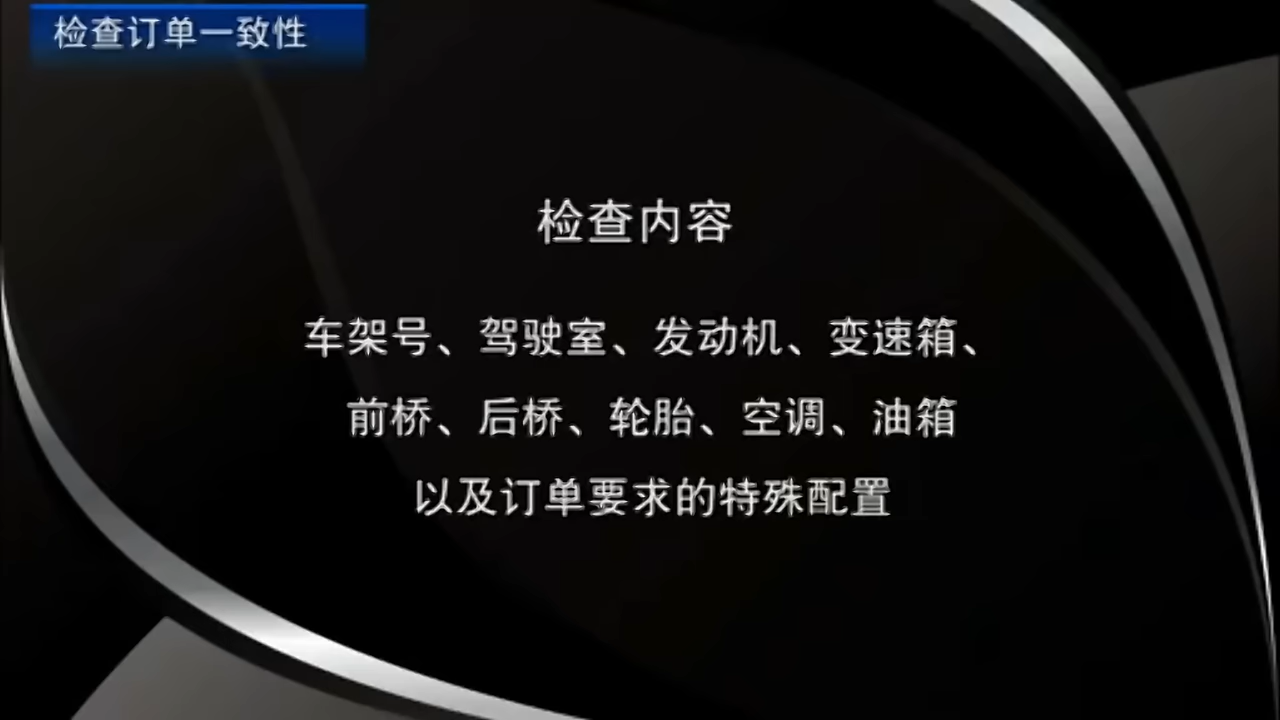 检查订单一致性
检查内容
车架号、驾驶室、发动机、变速箱、
前桥、后桥、轮胎、空调、油箱
以及订单要求的特殊配置